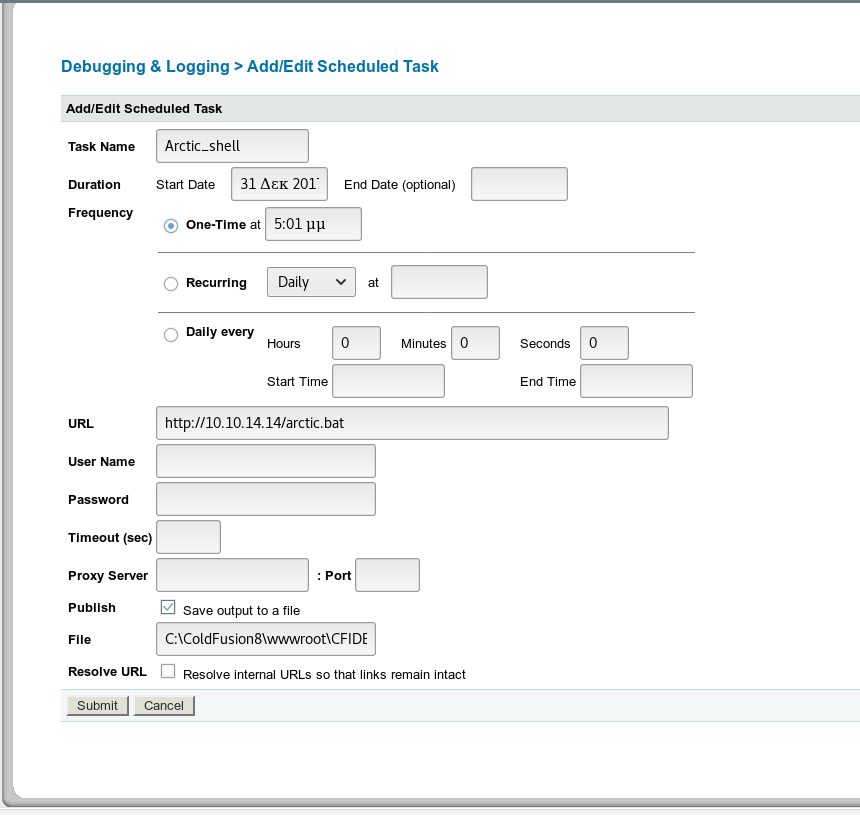 Debugging & Logging > Add/Edit Scheduled Task
Add/Edit Scheduled Task
Task Name Arctic_shell
Duration Start Date 31 Δεκ 201 End Date (optional)
Frequency
One-Time at 5:01 μμ
Recurring Daily at
Daily every
Hours 0 Minutes 0 Seconds 0
Start Time End Time
URL http://10.10.14.14/arctic.bat
User Name
Password
Timeout (sec)
Proxy Server : Port
Publish Save output to a file
File C:\ColdFusion8\wwwroot\CFIDE
Resolve URL Resolve internal URLs so that links remain intact
Submit Cancel